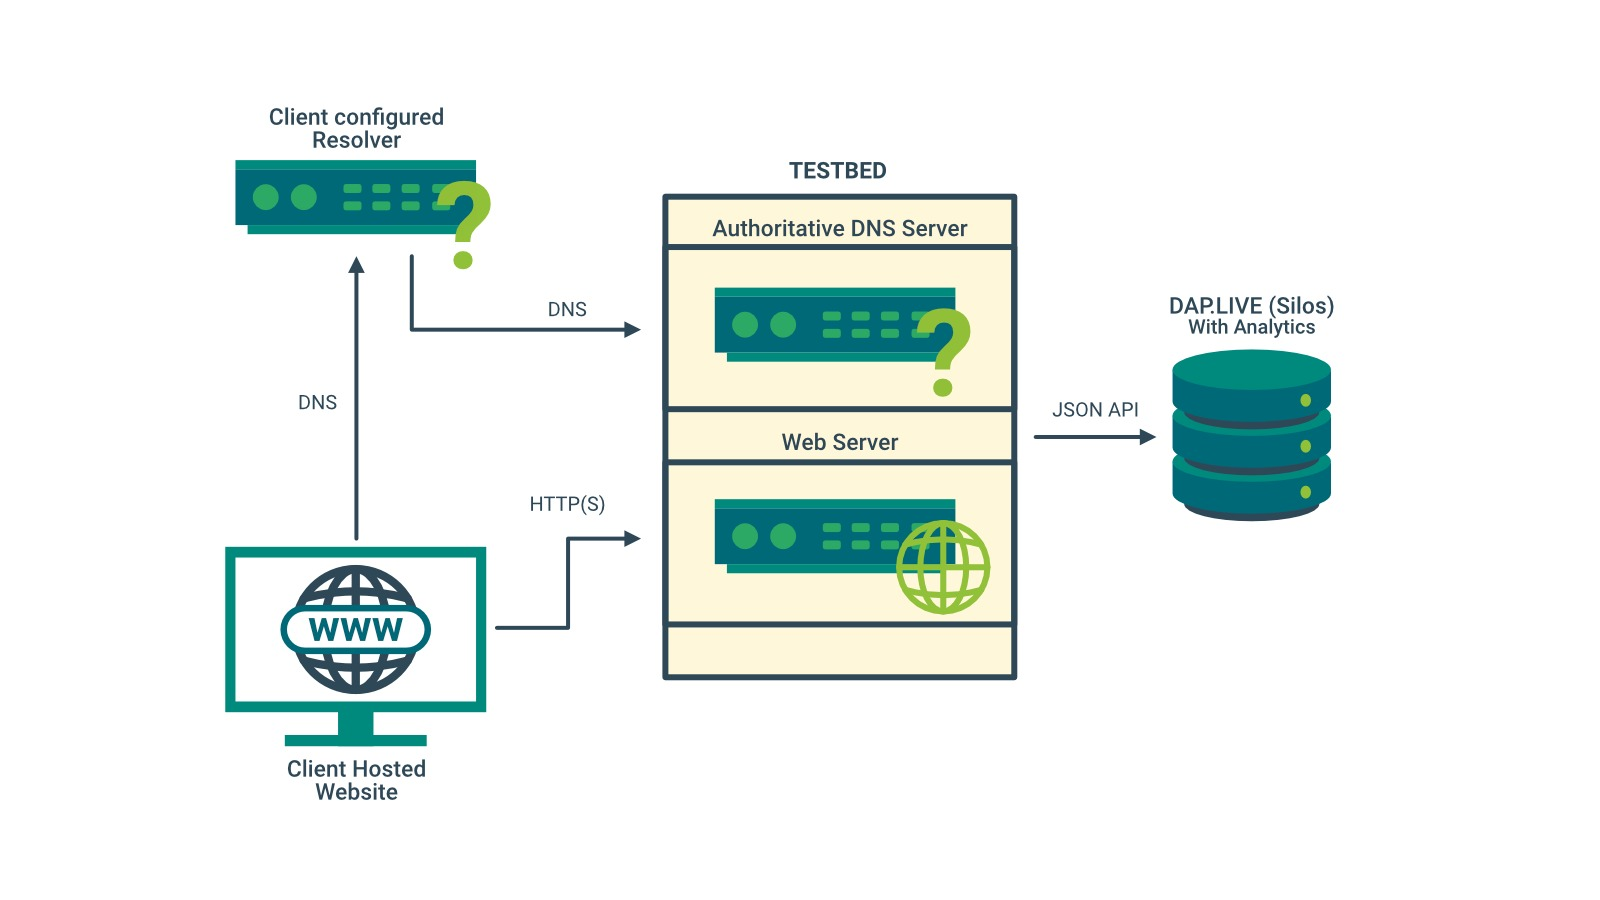 Client configured
Resolver
TESTBED
Authoritative DNS Server
DNS
DAP.LIVE (Silos)
With Analytics
DNS
JSON API
Web Server
HTTP(S)
WWW
Client Hosted
Website